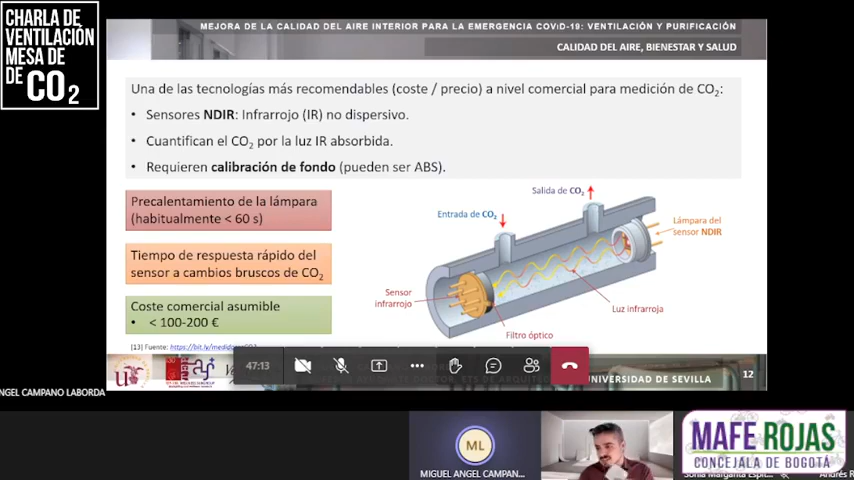 CHARLA DE
VENTILACIÓN
MESA DE
DE CO2
MEJORA DE LA CALIDAD DEL AIRE INTERIOR PARA LA EMERGENCIA COVID-19: VENTILACIÓN Y PURIFICACIÓN
CALIDAD DEL AIRE, BIENESTAR Y SALUD
Una de las tecnologías más recomendables (coste / precio) a nivel comercial para medición de CO2:
• Sensores NDIR: Infrarrojo (IR) no dispersivo.
• Cuantifican el CO2 por la luz IR absorbida.
• Requieren calibración de fondo (pueden ser ABS).
Precalentamiento de la lámpara
(habitualmente < 60 s)
Tiempo de respuesta rápido del
sensor a cambios bruscos de CO2
Coste comercial asumible
• < 100-200 €
Salida de CO2
Entrada de CO2
Lámpara del
sensor NDIR
Sensor
infrarrojo
Luz infrarroja
Filtro óptico
[13] Fuente:
47:13
UNIVERSIDAD DE SEVILLA
12
NGEL CAMPANO LABORDA
ML
MIGUEL ANGEL CAMPAN...
MAFE ROJAS
CONCEJALA DE BOGOTÁ